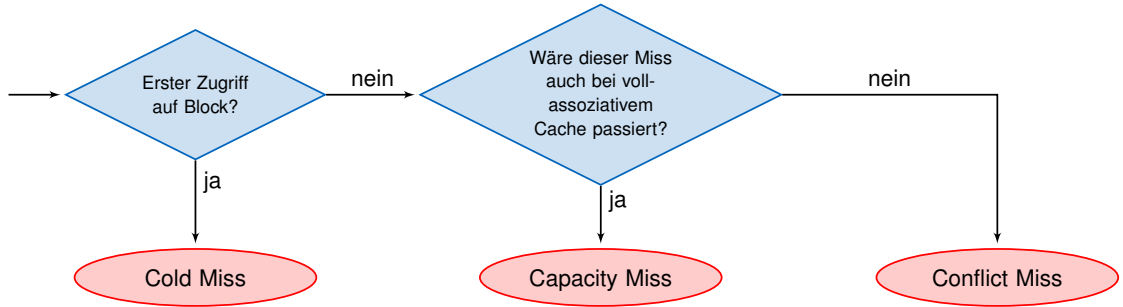 Erster Zugriff
auf Block?
nein
Wäre dieser Miss
auch bei voll-
assoziativem
Cache passiert?
nein
ja
ja
Cold Miss
Capacity Miss
Conflict Miss